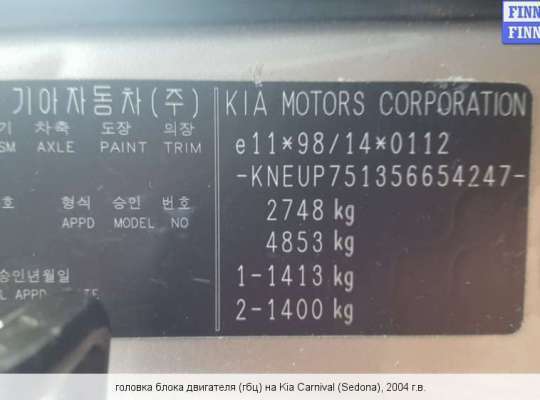 FINN
FINN
기아자동차(주)
KIA MOTORS CORPORATION
기 차축 도장 의장
SM AXLE PAINT TRIM
e11*98/14*0112
-KNEUP751356654247-
호 형식 승인 번호
APPD MODEL NO
2748 kg
4853 kg
승인년월일
L APPD
1-1413 kg
2-1400 kg
головка блока двигателя (гбц) на Kia Carnival (Sedona), 2004 г.в.